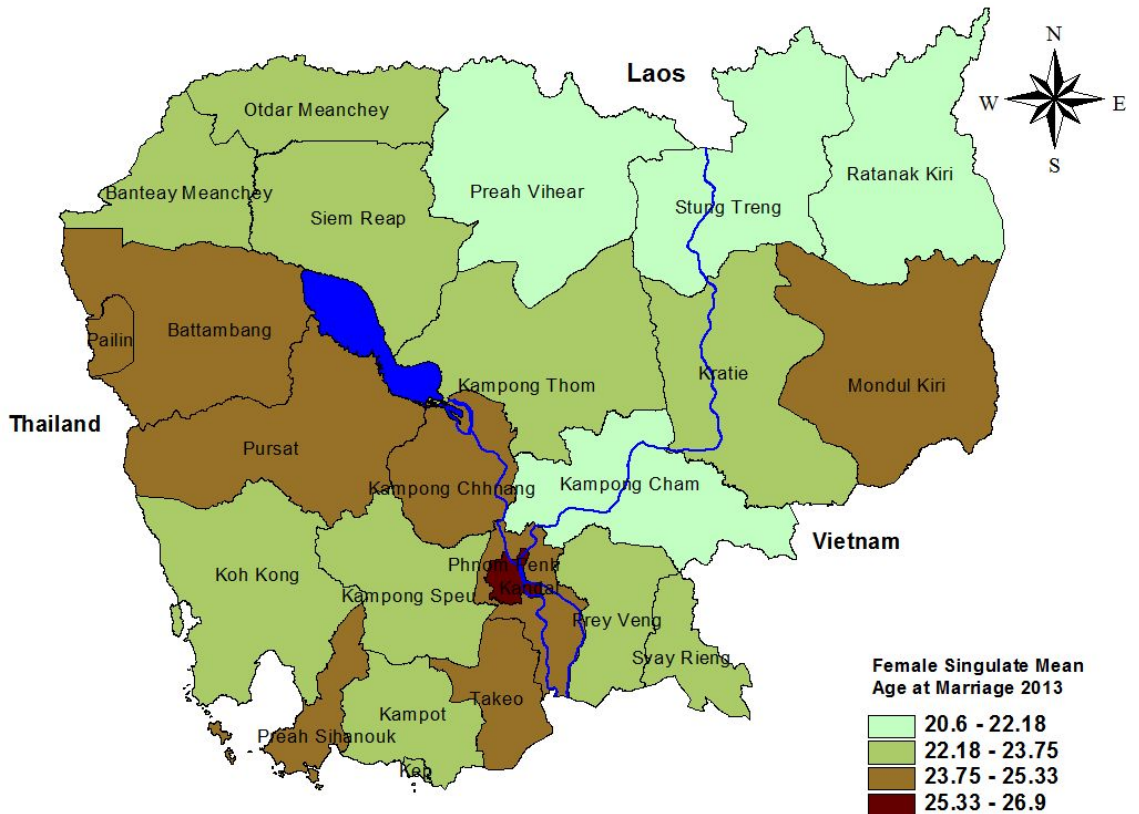 N
Laos
W
E
S
Otdar Meanchey
Banteay Meanchey
Siem Reap
Preah Vihear
Stung Treng
Ratanak Kiri
Pailin
Battambang
Kampong Thom
Kratie
Mondul Kiri
Thailand
Pursat
Kampong Chhnang
Kampong Cham
Vietnam
Koh Kong
Phnom Penh
Kandal
Kampong Speu
Prey Veng
Svay Rieng
Takeo
Kampot
Preah Sihanouk
Kep
Female Singulate Mean
Age at Marriage 2013
20.6 - 22.18
22.18 - 23.75
23.75 - 25.33
25.33 - 26.9